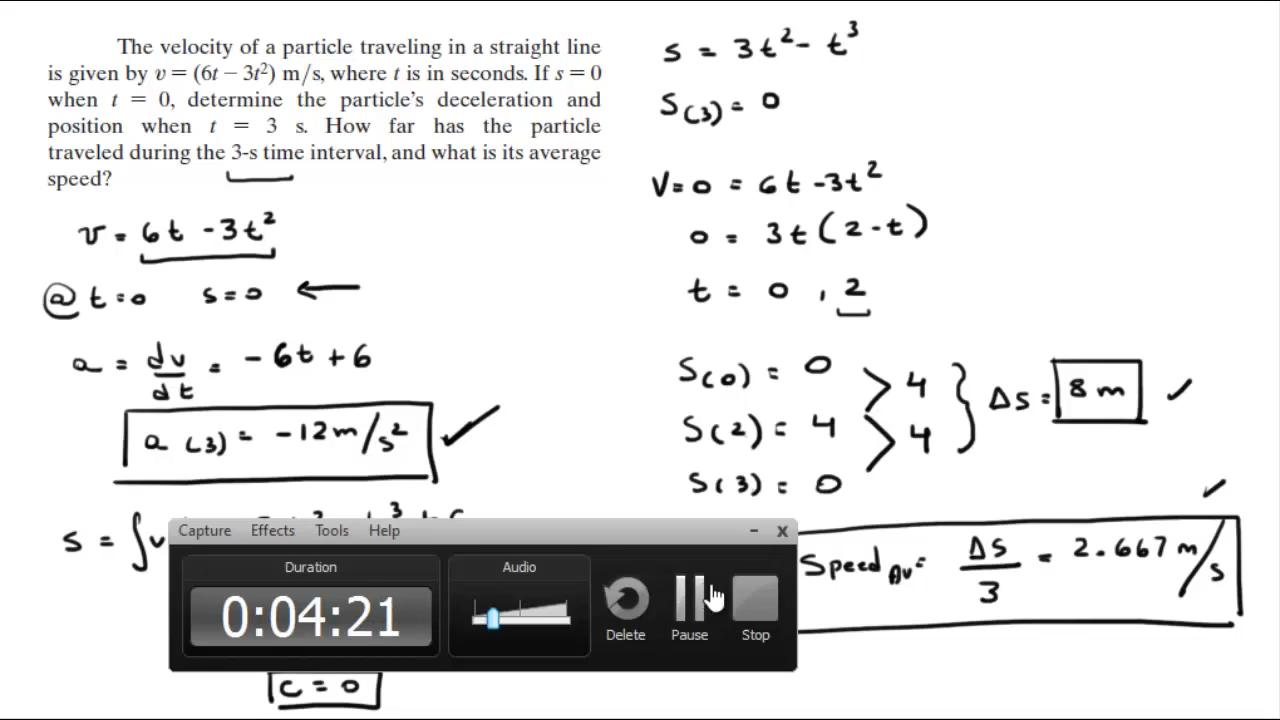 The velocity of a particle traveling in a straight line
is given by v = (6t − 3t²) m/s, where t is in seconds. If s = 0
when t = 0, determine the particle's deceleration and
position when t = 3 s. How far has the particle
traveled during the 3-s time interval, and what is its average
speed?
v = 6t - 3t²
@ t = 0 s = 0 ←
a = dv/dt = - 6t + 6
a (3) = - 12 m/s² ✓
s = ∫v
c = 0
s = 3t² - t³
S(3) = 0
V = 0 = 6t - 3t²
0 = 3t (2 - t)
t = 0 , 2
S(0) = 0
S(2) = 4
S(3) = 0
> 4
> 4
} Δs = 8 m ✓
Speed Av = Δs/3 = 2.667 m/s ✓
Capture Effects Tools Help
Duration
0:04:21
Audio
Delete
Pause
Stop